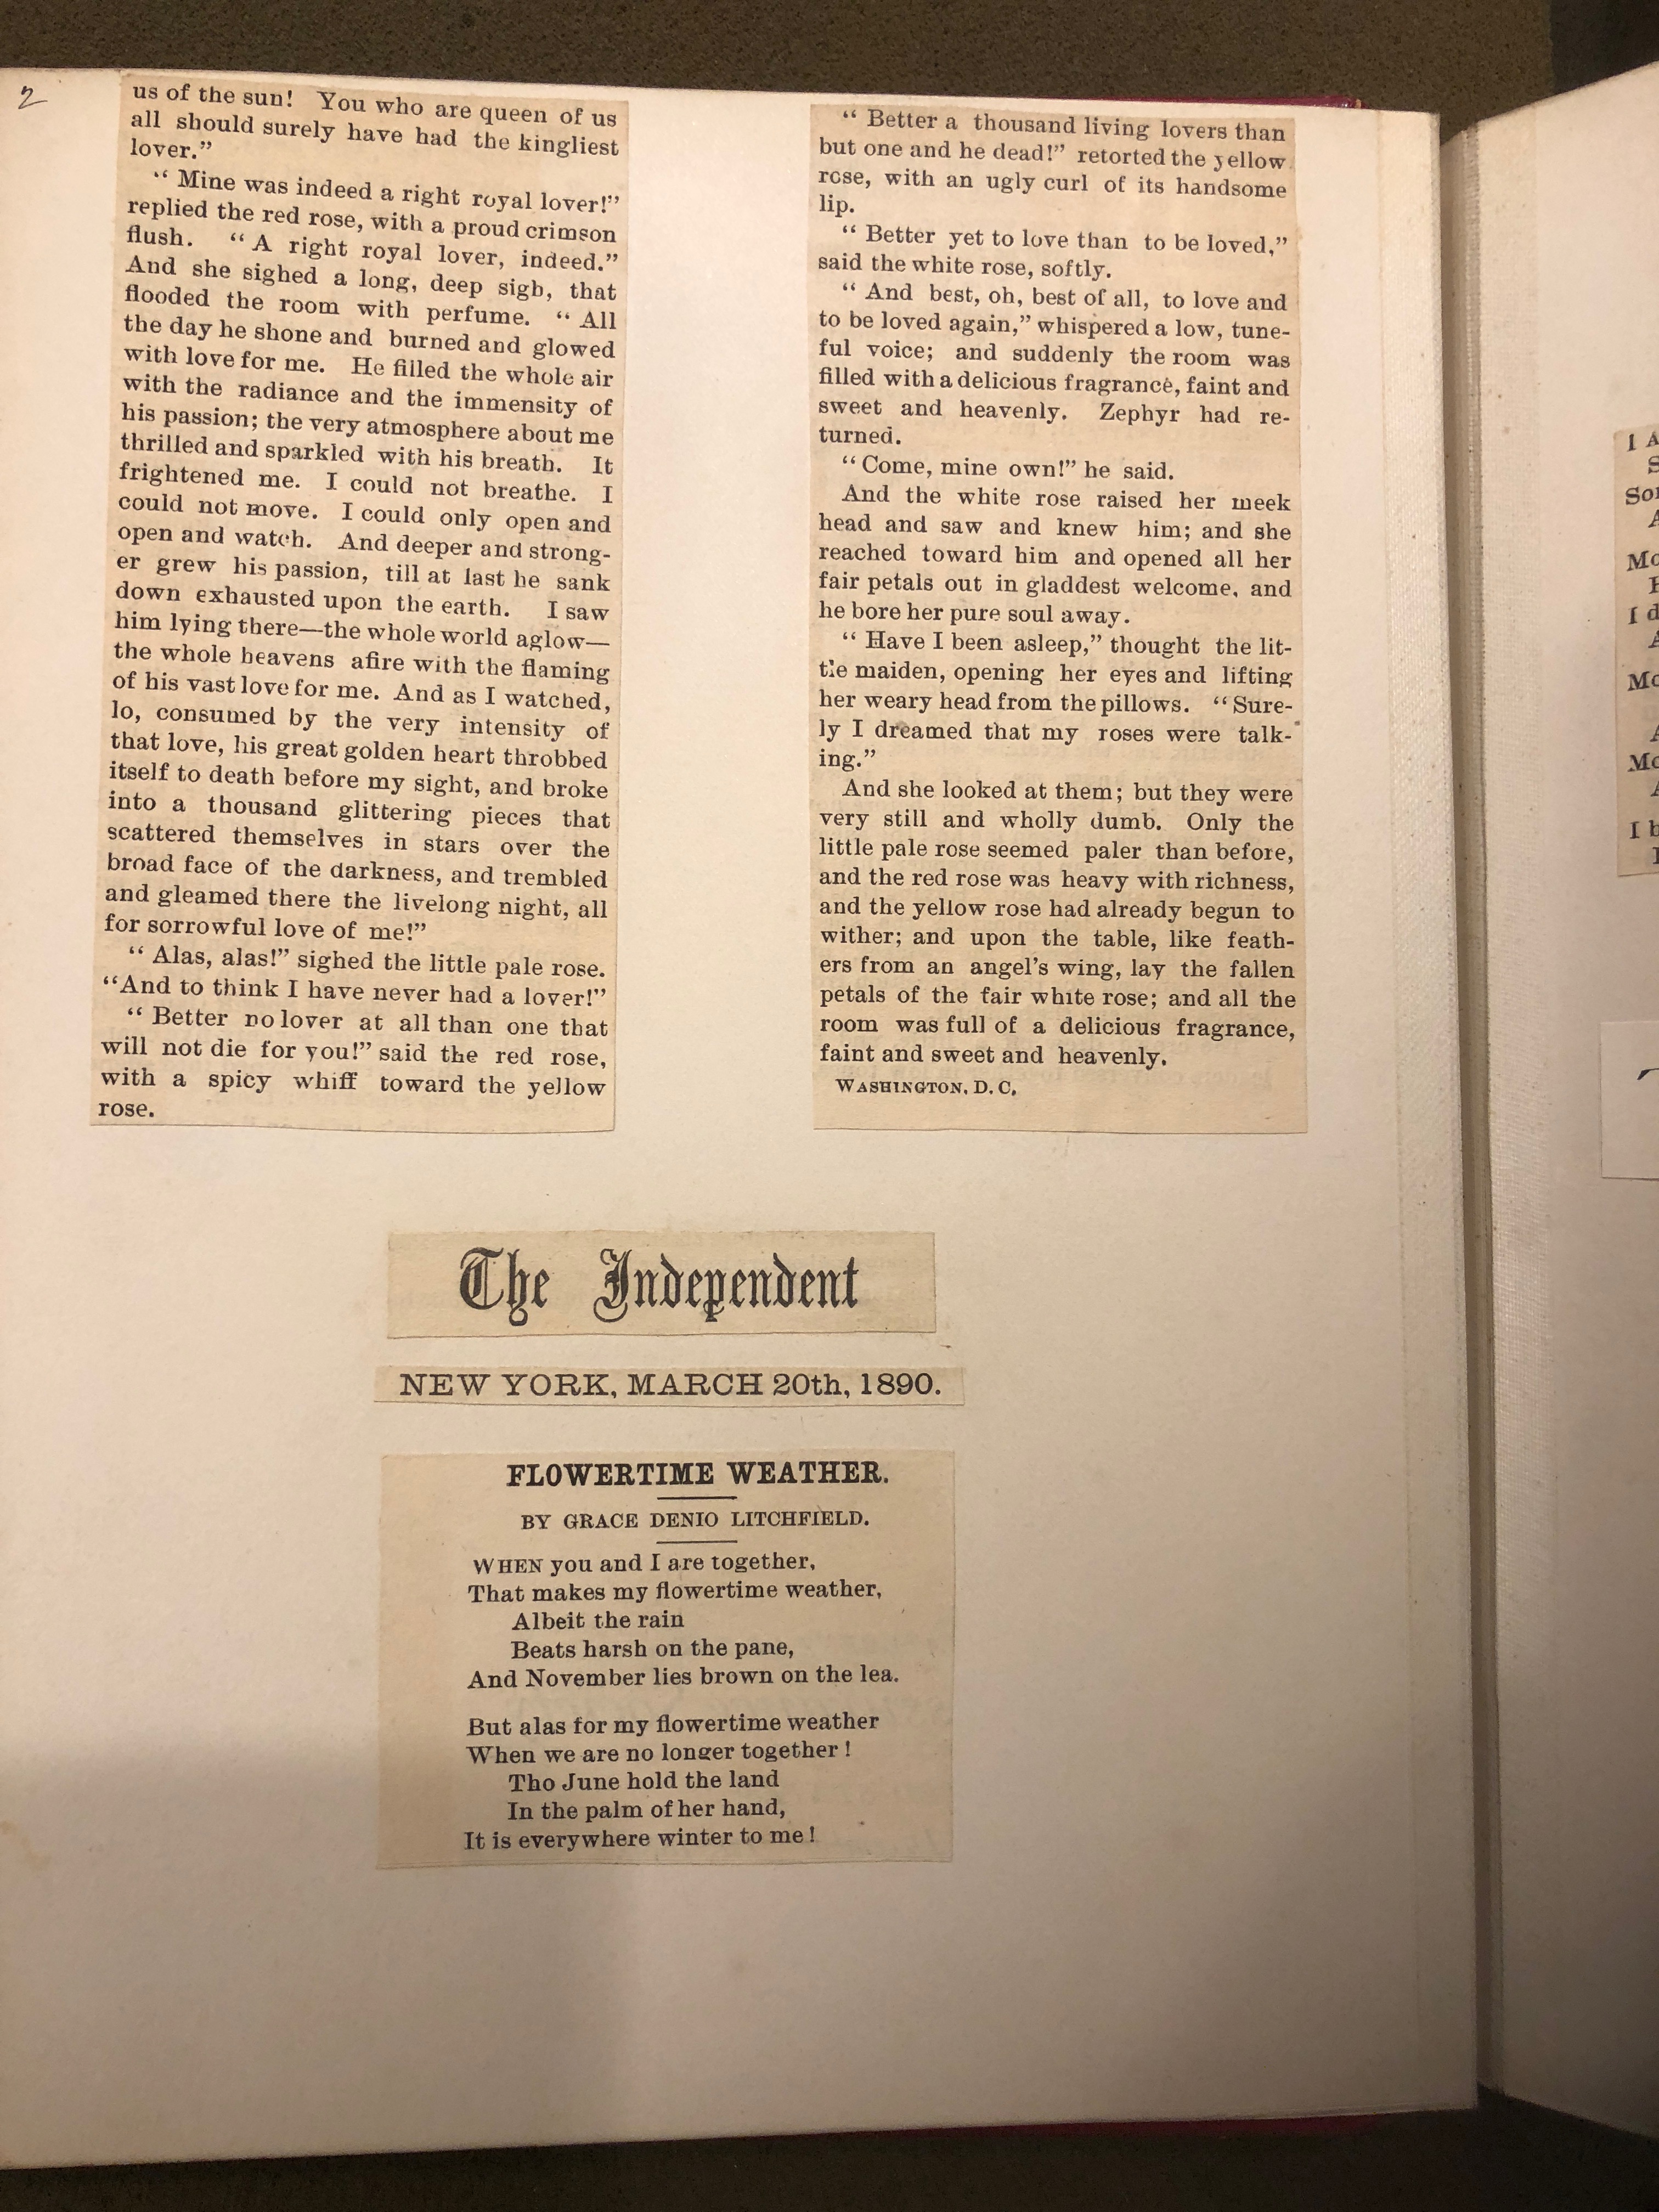 2
us of the sun! You who are queen of us
all should surely have had the kingliest
lover.”
“ Mine was indeed a right royal lover!”
replied the red rose, with a proud crimson
flush. “ A right royal lover, indeed.”
And she sighed a long, deep sigh, that
flooded the room with perfume. “ All
the day he shone and burned and glowed
with love for me. He filled the whole air
with the radiance and the immensity of
his passion; the very atmosphere about me
thrilled and sparkled with his breath. It
frightened me. I could not breathe. I
could not move. I could only open and
open and watch. And deeper and strong-
er grew his passion, till at last he sank
down exhausted upon the earth. I saw
him lying there—the whole world aglow—
the whole heavens afire with the flaming
of his vast love for me. And as I watched,
lo, consumed by the very intensity of
that love, his great golden heart throbbed
itself to death before my sight, and broke
into a thousand glittering pieces that
scattered themselves in stars over the
broad face of the darkness, and trembled
and gleamed there the livelong night, all
for sorrowful love of me!”
“ Alas, alas!” sighed the little pale rose.
“And to think I have never had a lover!”
“ Better no lover at all than one that
will not die for you!” said the red rose,
with a spicy whiff toward the yellow
rose.
“ Better a thousand living lovers than
but one and he dead!” retorted the yellow
rose, with an ugly curl of its handsome
lip.
“ Better yet to love than to be loved,”
said the white rose, softly.
“ And best, oh, best of all, to love and
to be loved again,” whispered a low, tune-
ful voice; and suddenly the room was
filled with a delicious fragrance, faint and
sweet and heavenly. Zephyr had re-
turned.
“ Come, mine own!” he said.
And the white rose raised her meek
head and saw and knew him; and she
reached toward him and opened all her
fair petals out in gladdest welcome, and
he bore her pure soul away.
“ Have I been asleep,” thought the lit-
tle maiden, opening her eyes and lifting
her weary head from the pillows. “ Sure-
ly I dreamed that my roses were talk-
ing.”
And she looked at them; but they were
very still and wholly dumb. Only the
little pale rose seemed paler than before,
and the red rose was heavy with richness,
and the yellow rose had already begun to
wither; and upon the table, like feath-
ers from an angel’s wing, lay the fallen
petals of the fair white rose; and all the
room was full of a delicious fragrance,
faint and sweet and heavenly.
WASHINGTON, D. C.
The Independent
NEW YORK, MARCH 20th, 1890.
FLOWERTIME WEATHER.
BY GRACE DENIO LITCHFIELD.
WHEN you and I are together,
That makes my flowertime weather,
Albeit the rain
Beats harsh on the pane,
And November lies brown on the lea.
But alas for my flowertime weather
When we are no longer together !
Tho June hold the land
In the palm of her hand,
It is everywhere winter to me !